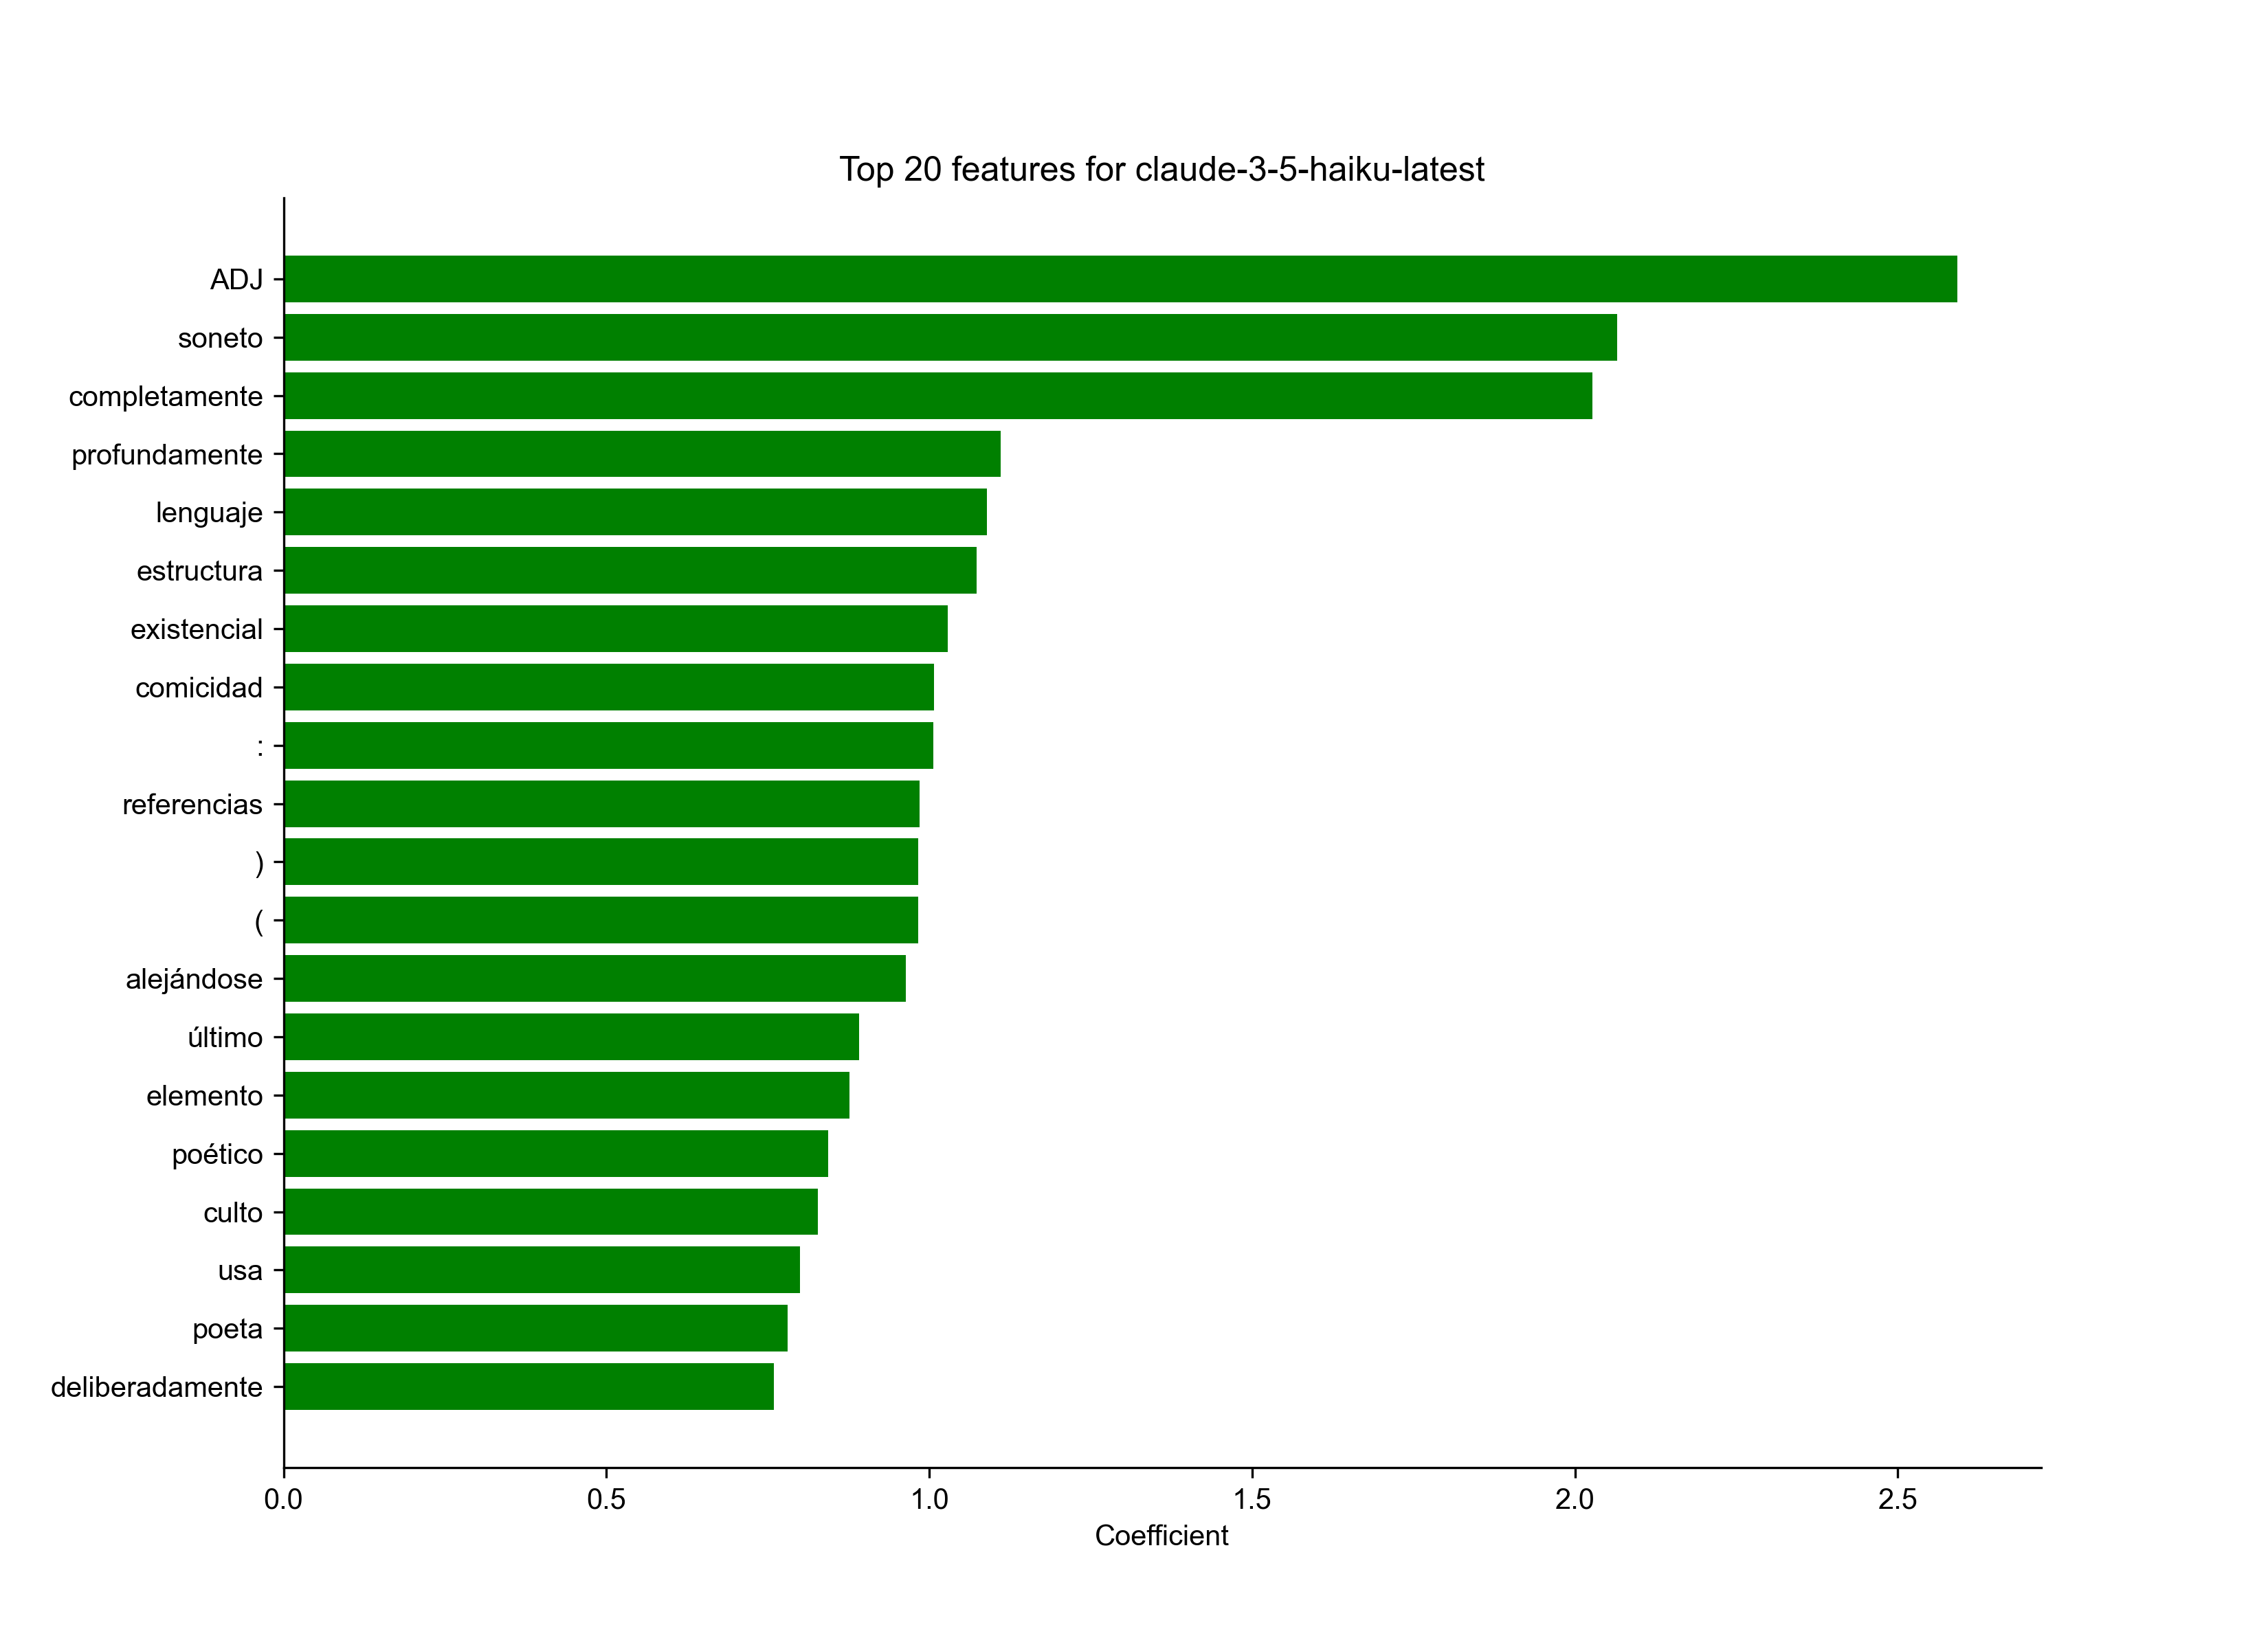 Top 20 features for claude-3-5-haiku-latest
ADJ
soneto
completamente
profundamente
lenguaje
estructura
existencial
comicidad
:
referencias
)
(
alejándose
último
elemento
poético
culto
usa
poeta
deliberadamente
0.0 0.5 1.0 1.5 2.0 2.5
Coefficient